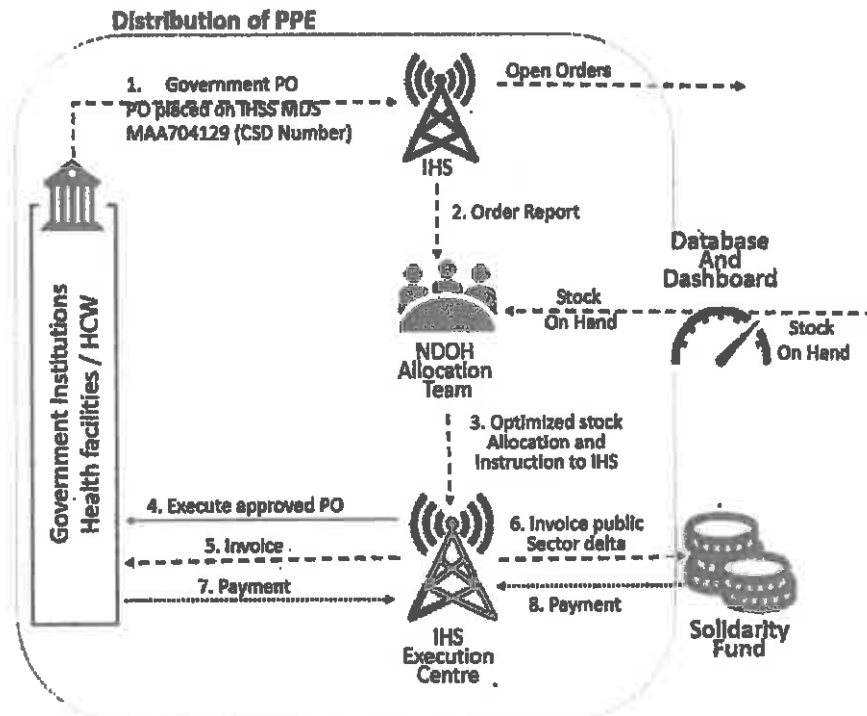 Distribution of PPE
1. Government PO
PO placed on IHSS MDS
MAA704129 (CSD Number)
Open Orders
IHS
2. Order Report
Database
And
Dashboard
Stock
On Hand
Stock
On Hand
NDOH
Allocation
Team
Government Institutions
Health facilities / HCW
3. Optimized stock
Allocation and
Instruction to IHS
4. Execute approved PO
6. Invoice public
Sector delta
5. Invoice
7. Payment
8. Payment
IHS
Execution
Centre
Solidarity
Fund